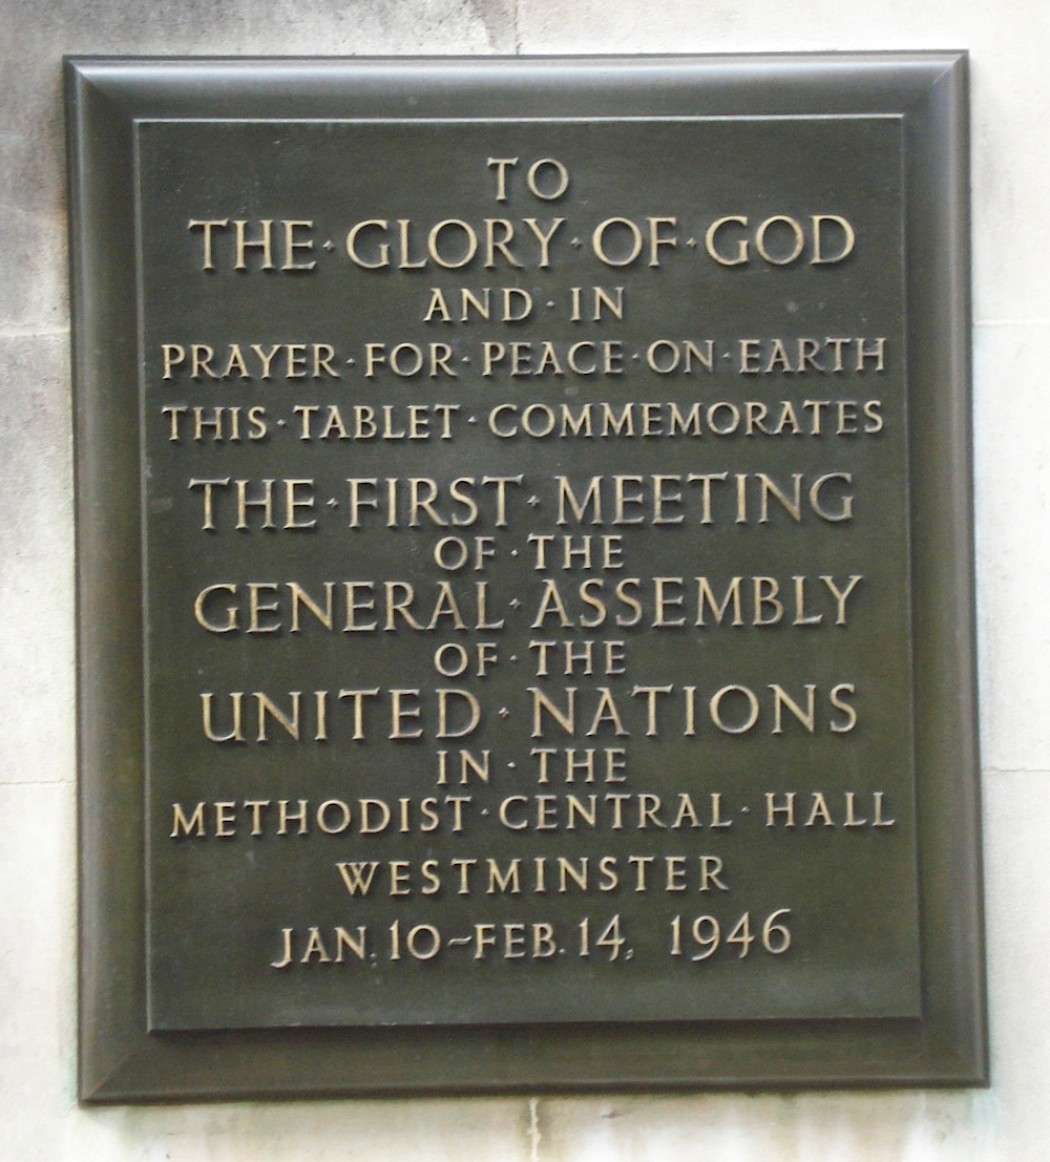 TO
THE·GLORY·OF·GOD
AND·IN
PRAYER·FOR·PEACE·ON·EARTH
THIS·TABLET·COMMEMORATES
THE·FIRST·MEETING
OF·THE
GENERAL·ASSEMBLY
OF·THE
UNITED·NATIONS
IN·THE
METHODIST·CENTRAL·HALL
WESTMINSTER
JAN. 10~FEB. 14, 1946